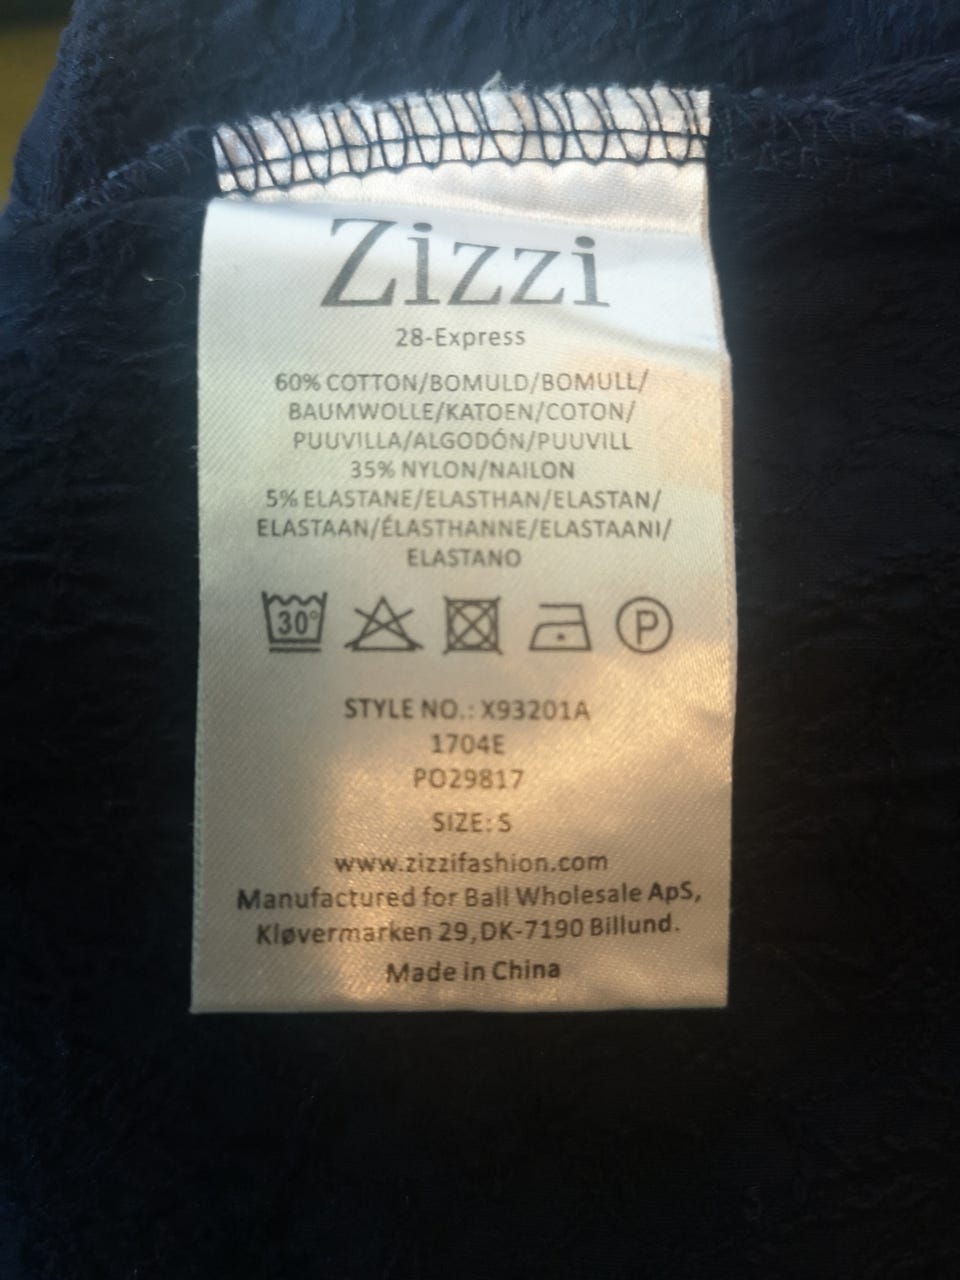 Zizzi
28-Express
60% COTTON/BOMULD/BOMULL/
BAUMWOLLE/KATOEN/COTON/
PUUVILLA/ALGODÓN/PUUVILL
35% NYLON/NAILON
5% ELASTANE/ELASTHAN/ELASTAN/
ELASTAAN/ÉLASTHANNE/ELASTAANI/
ELASTANO
30° P
STYLE NO.: X93201A
1704E
PO29817
SIZE: S
www.zizzifashion.com
Manufactured for Ball Wholesale ApS,
Kløvermarken 29, DK-7190 Billund.
Made in China